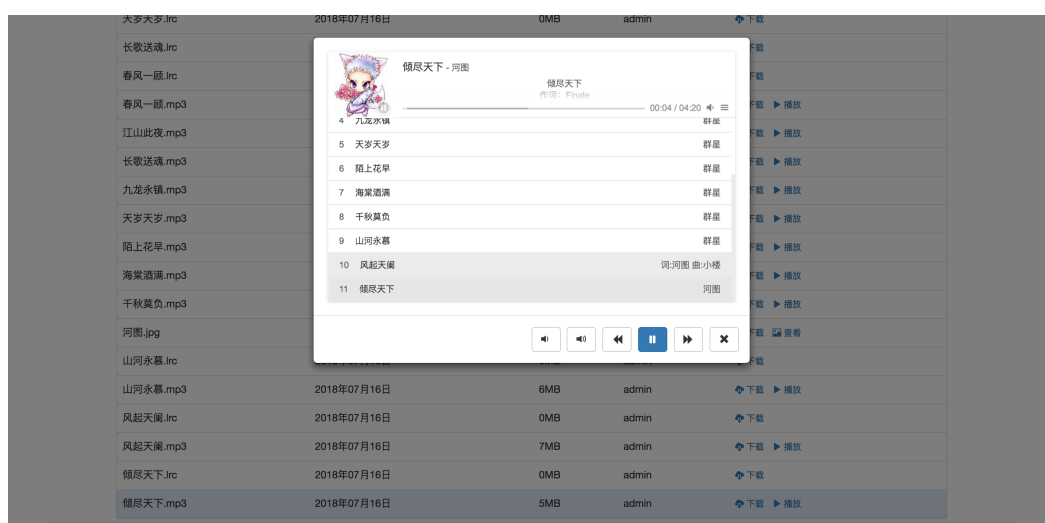 天岁天岁.lrc 2018年07月16日 0MB admin 下载
长歌送魂.lrc 下载
春风一顾.lrc 下载
春风一顾.mp3 下载 播放
江山此夜.mp3 下载 播放
长歌送魂.mp3 下载 播放
九龙永镇.mp3 下载 播放
天岁天岁.mp3 下载 播放
陌上花早.mp3 下载 播放
海棠酒满.mp3 下载 播放
千秋莫负.mp3 下载 播放
河图.jpg 下载 查看
山河永慕.lrc 下载
山河永慕.mp3 2018年07月16日 6MB admin 下载 播放
风起天阑.lrc 2018年07月16日 0MB admin 下载
风起天阑.mp3 2018年07月16日 7MB admin 下载 播放
倾尽天下.lrc 2018年07月16日 0MB admin 下载
倾尽天下.mp3 2018年07月16日 5MB admin 下载 播放
倾尽天下 - 河图
倾尽天下
作词：Finale
00:04 / 04:20
4 九龙永镇 群星
5 天岁天岁 群星
6 陌上花早 群星
7 海棠酒满 群星
8 千秋莫负 群星
9 山河永慕 群星
10 风起天阑 词:河图 曲:小楼
11 倾尽天下 河图